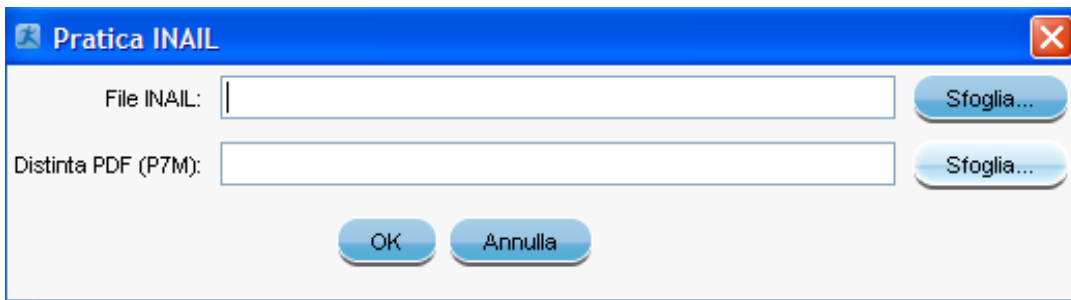 Pratica INAIL
File INAIL: Sfoglia...
Distinta PDF (P7M): Sfoglia...
OK Annulla